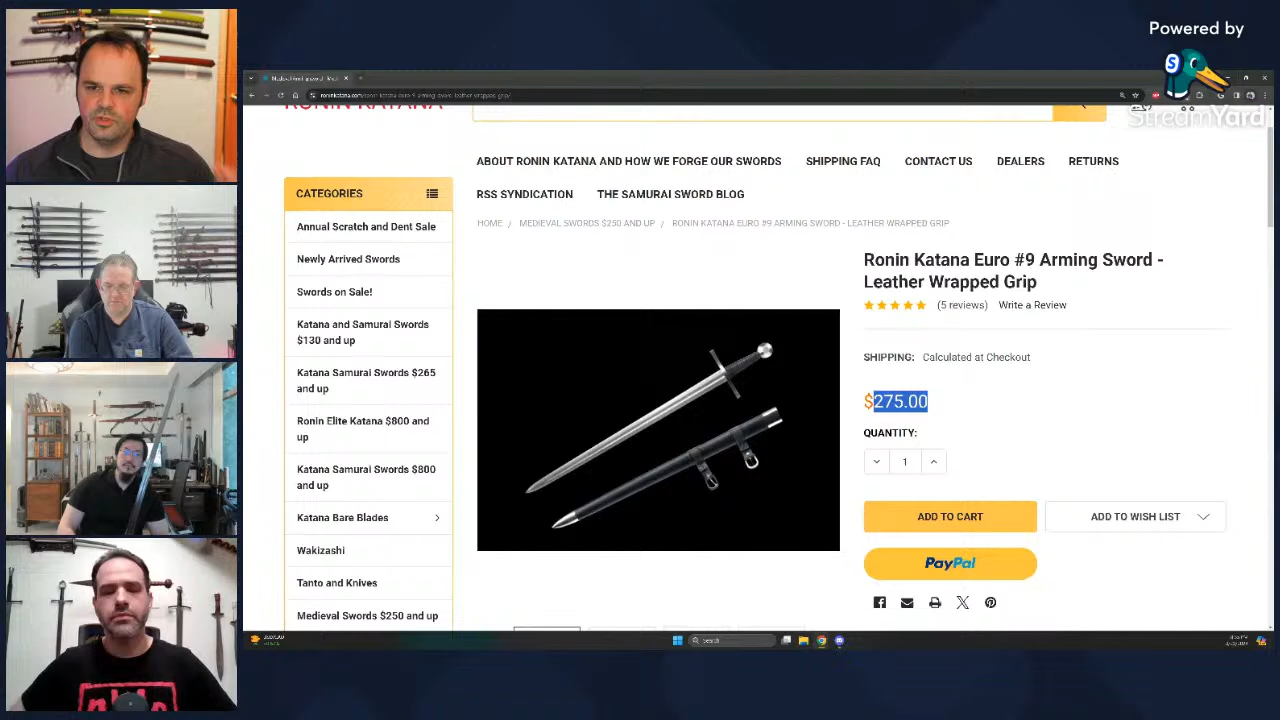 Powered by
S
StreamYard
RONIN KATANA
ABOUT RONIN KATANA AND HOW WE FORGE OUR SWORDS
SHIPPING FAQ
CONTACT US
DEALERS
RETURNS
RSS SYNDICATION
THE SAMURAI SWORD BLOG
HOME / MEDIEVAL SWORDS $250 AND UP / RONIN KATANA EURO #9 ARMING SWORD - LEATHER WRAPPED GRIP
CATEGORIES
Annual Scratch and Dent Sale
Newly Arrived Swords
Swords on Sale!
Katana and Samurai Swords
$130 and up
Katana Samurai Swords $265
and up
Ronin Elite Katana $800 and
up
Katana Samurai Swords $800
and up
Katana Bare Blades
Wakizashi
Tanto and Knives
Medieval Swords $250 and up
Ronin Katana Euro #9 Arming Sword -
Leather Wrapped Grip
(5 reviews) Write a Review
SHIPPING: Calculated at Checkout
$275.00
QUANTITY:
1
ADD TO CART
ADD TO WISH LIST
PayPal
Search